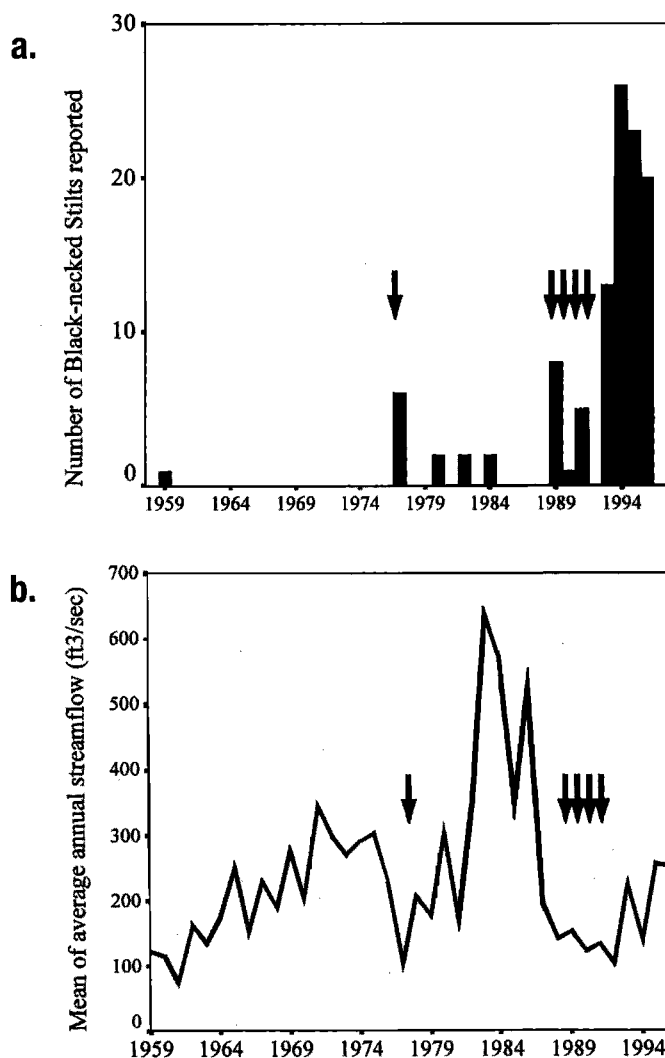 a.
Number of Black-necked Stilts reported
30
20
10
0
1959 1964 1969 1974 1979 1984 1989 1994
b.
Mean of average annual streamflow (ft3/sec)
700
600
500
400
300
200
100
0
1959 1964 1969 1974 1979 1984 1989 1994